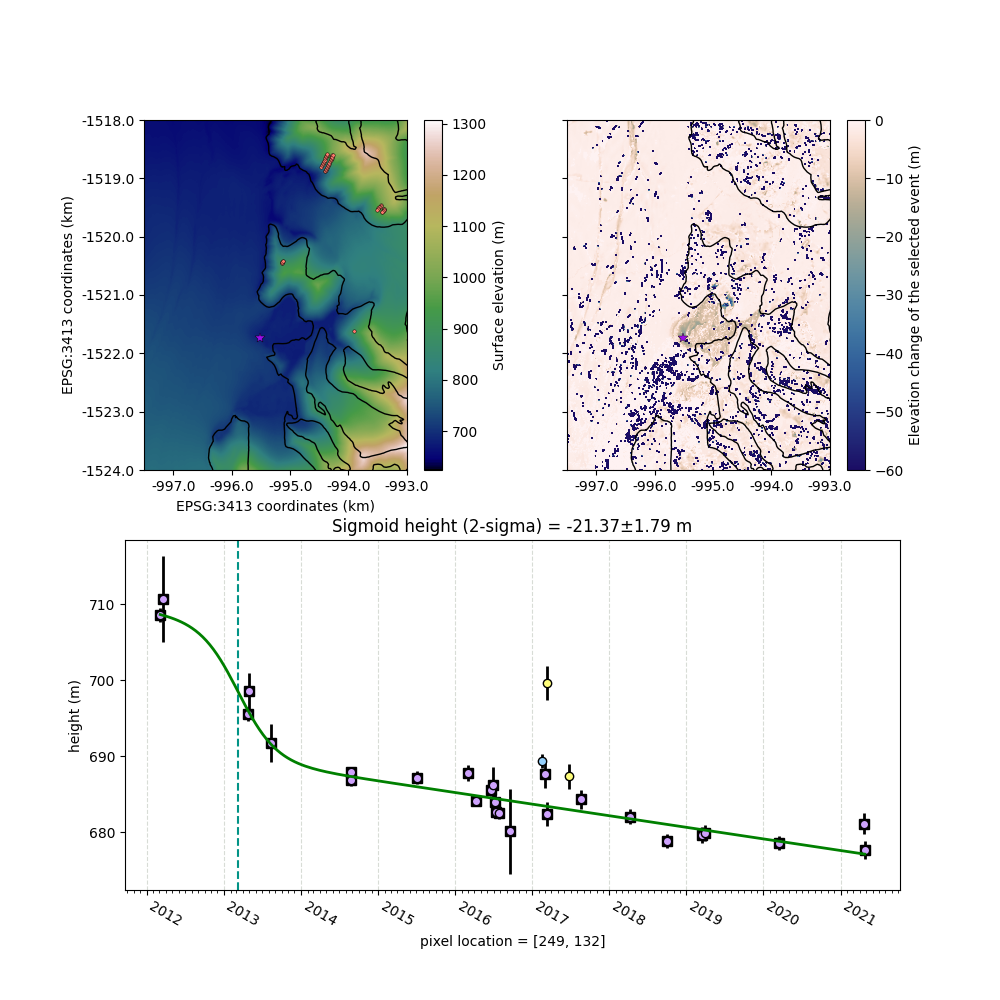 -1518.0
-1519.0
-1520.0
-1521.0
-1522.0
-1523.0
-1524.0
EPSG:3413 coordinates (km)
-997.0 -996.0 -995.0 -994.0 -993.0
EPSG:3413 coordinates (km)
1300
1200
1100
1000
900
800
700
Surface elevation (m)
-997.0 -996.0 -995.0 -994.0 -993.0
0
−10
−20
−30
−40
−50
−60
Elevation change of the selected event (m)
Sigmoid height (2-sigma) = -21.37±1.79 m
710
700
690
680
height (m)
2012 2013 2014 2015 2016 2017 2018 2019 2020 2021
pixel location = [249, 132]